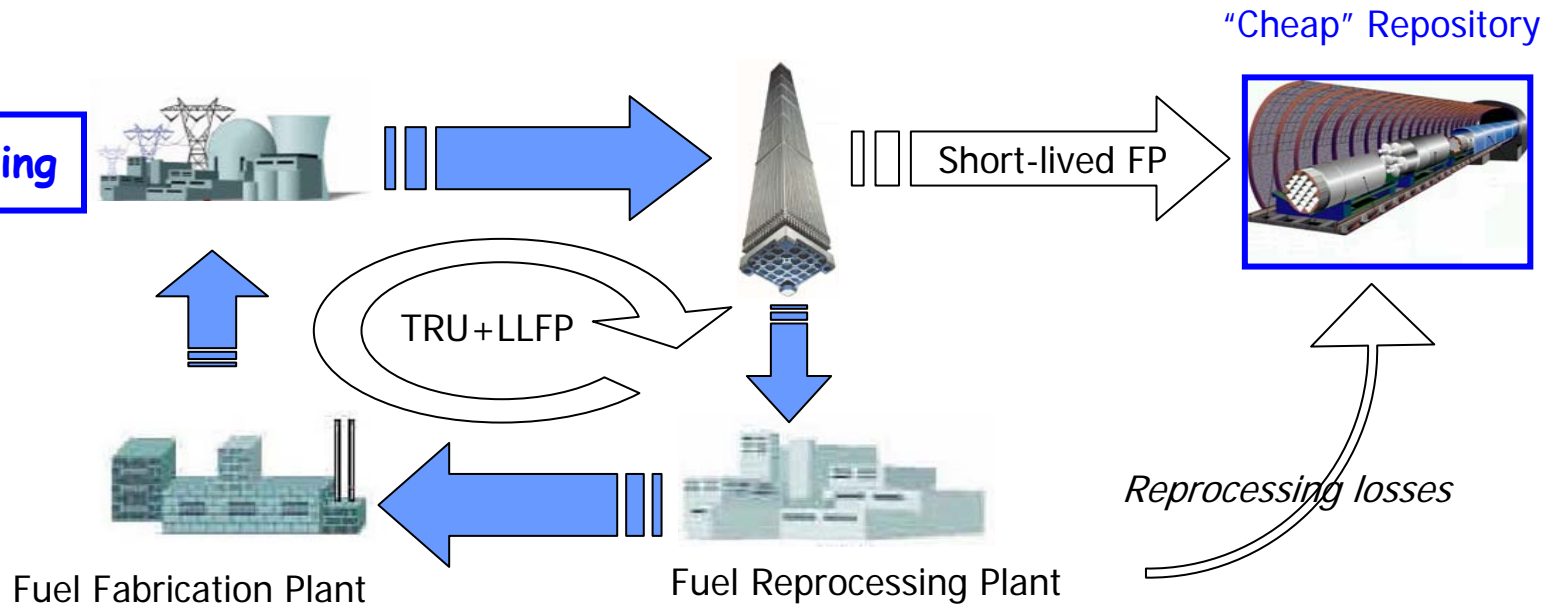 “Cheap” Repository
ing
Short-lived FP
TRU+LLFP
Reprocessing losses
Fuel Fabrication Plant
Fuel Reprocessing Plant